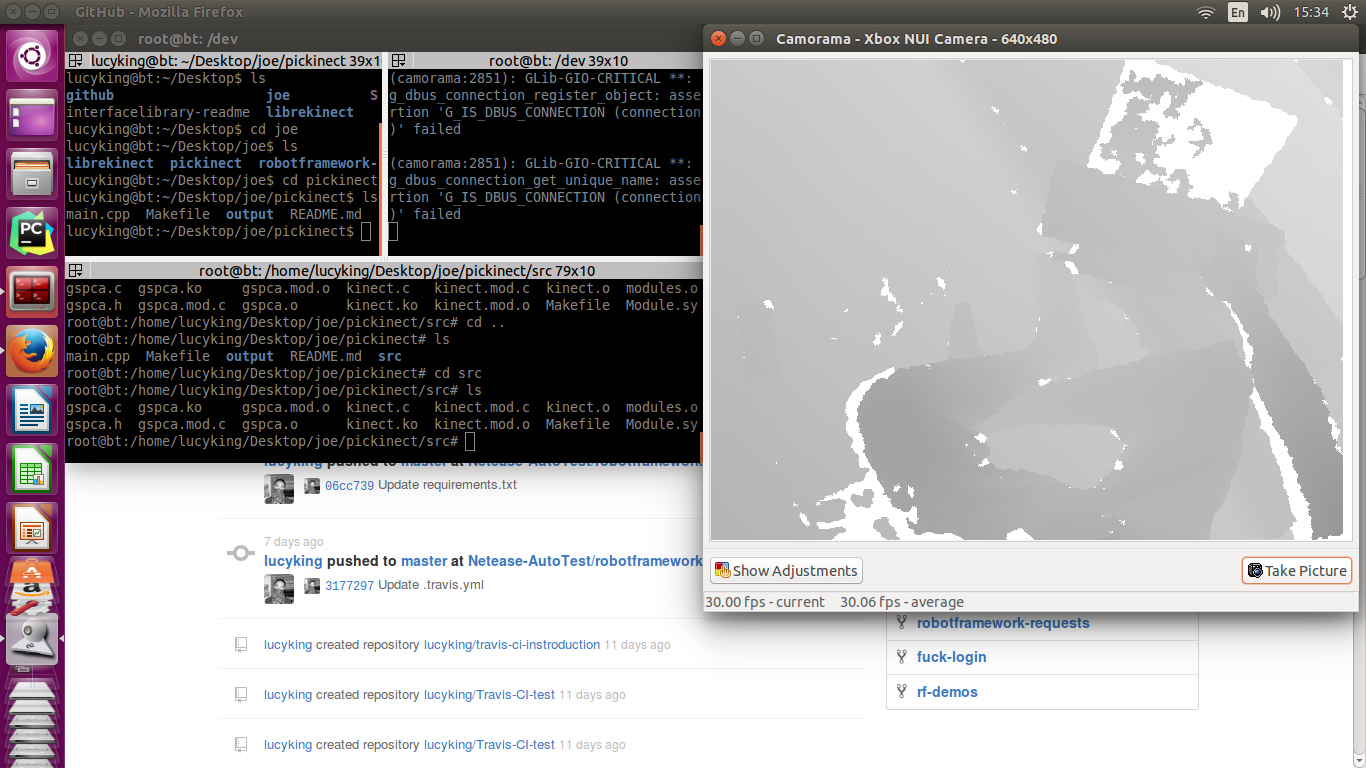 GitHub - Mozilla Firefox
En
15:34
root@bt: /dev
lucyking@bt: ~/Desktop/joe/pickinect 39x1
lucyking@bt:~/Desktop$ ls
github joe S
interfacelibrary-readme librekinect
lucyking@bt:~/Desktop$ cd joe
lucyking@bt:~/Desktop/joe$ ls
librekinect pickinect robotframework-
lucyking@bt:~/Desktop/joe$ cd pickinect
lucyking@bt:~/Desktop/joe/pickinect$ ls
main.cpp Makefile output README.md
lucyking@bt:~/Desktop/joe/pickinect$
root@bt: /dev 39x10
(camorama:2851): GLib-GIO-CRITICAL **:
g_dbus_connection_register_object: asse
rtion 'G_IS_DBUS_CONNECTION (connection
)' failed
(camorama:2851): GLib-GIO-CRITICAL **:
g_dbus_connection_get_unique_name: asse
rtion 'G_IS_DBUS_CONNECTION (connection
)' failed
root@bt: /home/lucyking/Desktop/joe/pickinect/src 79x10
gspca.c gspca.ko gspca.mod.o kinect.c kinect.mod.c kinect.o modules.o
gspca.h gspca.mod.c gspca.o kinect.ko kinect.mod.o Makefile Module.sy
root@bt:/home/lucyking/Desktop/joe/pickinect/src# cd ..
root@bt:/home/lucyking/Desktop/joe/pickinect# ls
main.cpp Makefile output README.md src
root@bt:/home/lucyking/Desktop/joe/pickinect# cd src
root@bt:/home/lucyking/Desktop/joe/pickinect/src# ls
gspca.c gspca.ko gspca.mod.o kinect.c kinect.mod.c kinect.o modules.o
gspca.h gspca.mod.c gspca.o kinect.ko kinect.mod.o Makefile Module.sy
root@bt:/home/lucyking/Desktop/joe/pickinect/src#
Camorama - Xbox NUI Camera - 640x480
Show Adjustments
Take Picture
30.00 fps - current 30.06 fps - average
PC
lucyking pushed to master at Netease-AutoTest/robotframework
06cc739 Update requirements.txt
7 days ago
lucyking pushed to master at Netease-AutoTest/robotframework
3177297 Update .travis.yml
lucyking created repository lucyking/travis-ci-instroduction 11 days ago
lucyking created repository lucyking/Travis-CI-test 11 days ago
lucyking created repository lucyking/Travis-CI-test 11 days ago
robotframework-requests
fuck-login
rf-demos